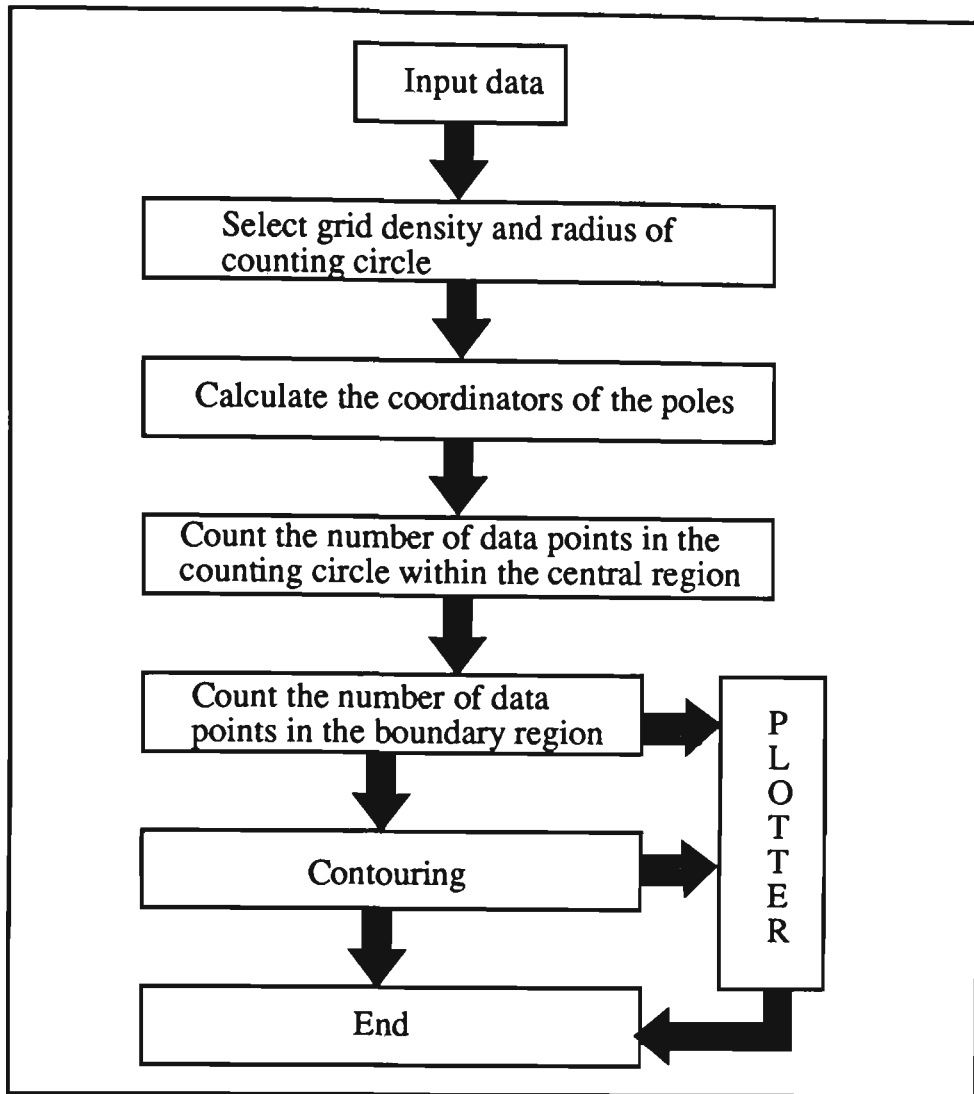 Input data
Select grid density and radius of
counting circle
Calculate the coordinators of the poles
Count the number of data points in the
counting circle within the central region
Count the number of data
points in the boundary region
PLOTTER
Contouring
End